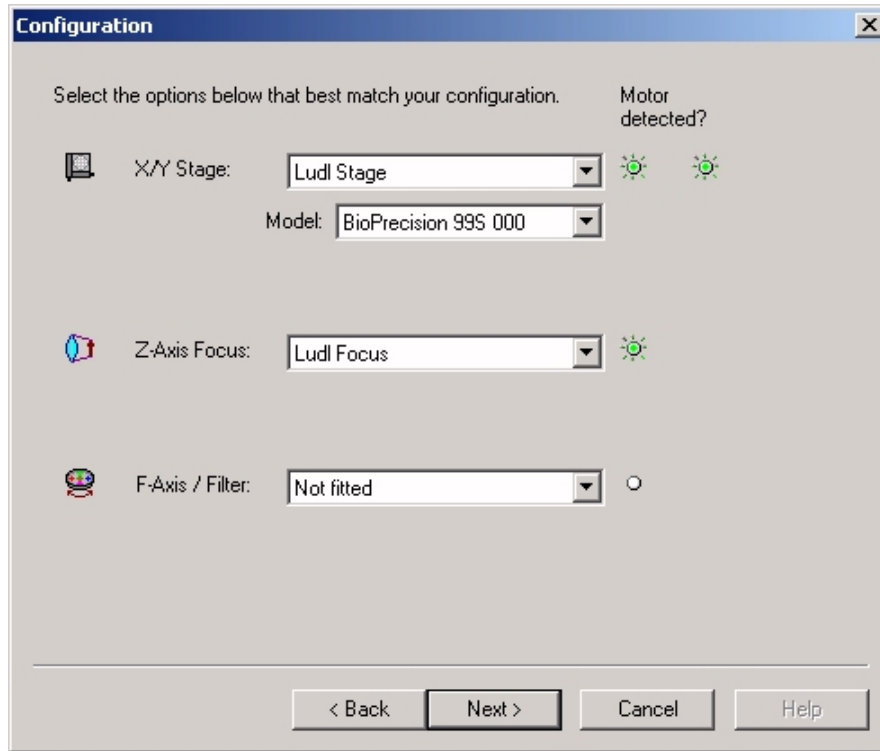 Configuration
Select the options below that best match your configuration.
Motor detected?
X/Y Stage: Ludl Stage
Model: BioPrecision 99S 000
Z-Axis Focus: Ludl Focus
F-Axis / Filter: Not fitted
< Back Next > Cancel Help